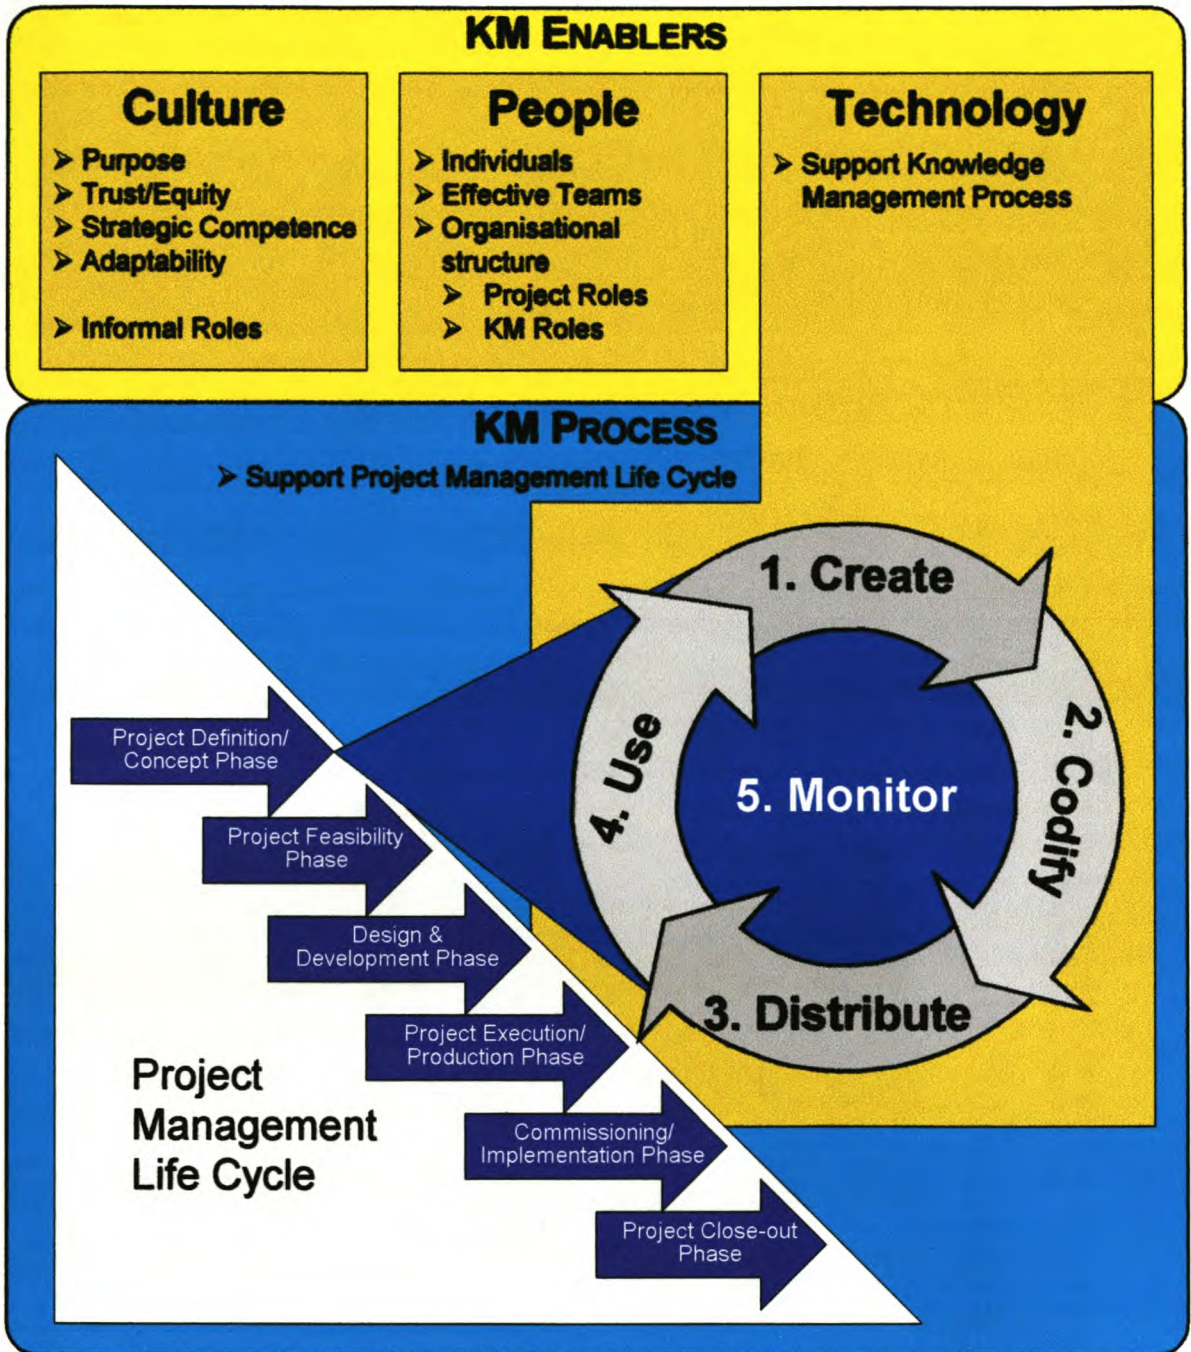 KM ENABLERS
Culture
➢ Purpose
➢ Trust/Equity
➢ Strategic Competence
➢ Adaptability
➢ Informal Roles
People
➢ Individuals
➢ Effective Teams
➢ Organisational
structure
➢ Project Roles
➢ KM Roles
Technology
➢ Support Knowledge
Management Process
KM PROCESS
➢ Support Project Management Life Cycle
1. Create
2. Codify
3. Distribute
4. Use
5. Monitor
Project Definition/
Concept Phase
Project Feasibility
Phase
Design &
Development Phase
Project Execution/
Production Phase
Commissioning/
Implementation Phase
Project Close-out
Phase
Project
Management
Life Cycle